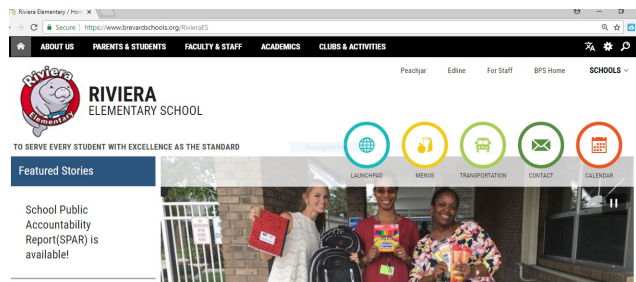 Riviera Elementary / Hom
Secure | https://www.brevardschools.org/RivieraES
ABOUT US PARENTS & STUDENTS FACULTY & STAFF ACADEMICS CLUBS & ACTIVITIES
Peachjar Edline For Staff BPS Home SCHOOLS
Riviera
Elementary
RIVIERA
ELEMENTARY SCHOOL
TO SERVE EVERY STUDENT WITH EXCELLENCE AS THE STANDARD
LAUNCHPAD MENUS TRANSPORTATION CONTACT CALENDAR
Featured Stories
School Public
Accountability
Report(SPAR) is
available!